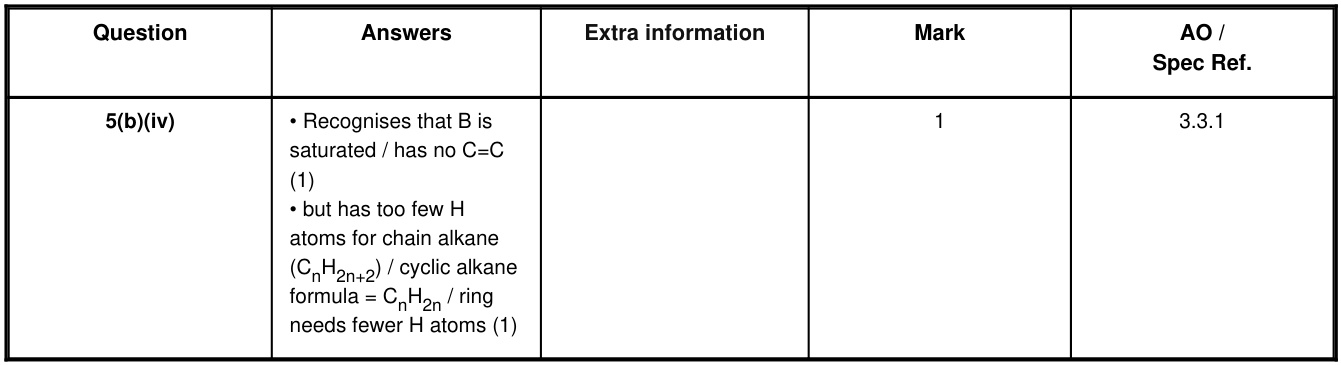 Question Answers Extra information Mark AO /
Spec Ref.
5(b)(iv) • Recognises that B is 1 3.3.1
saturated / has no C=C
(1)
• but has too few H
atoms for chain alkane
(CₙH₂ₙ₊₂) / cyclic alkane
formula = CₙH₂ₙ / ring
needs fewer H atoms (1)